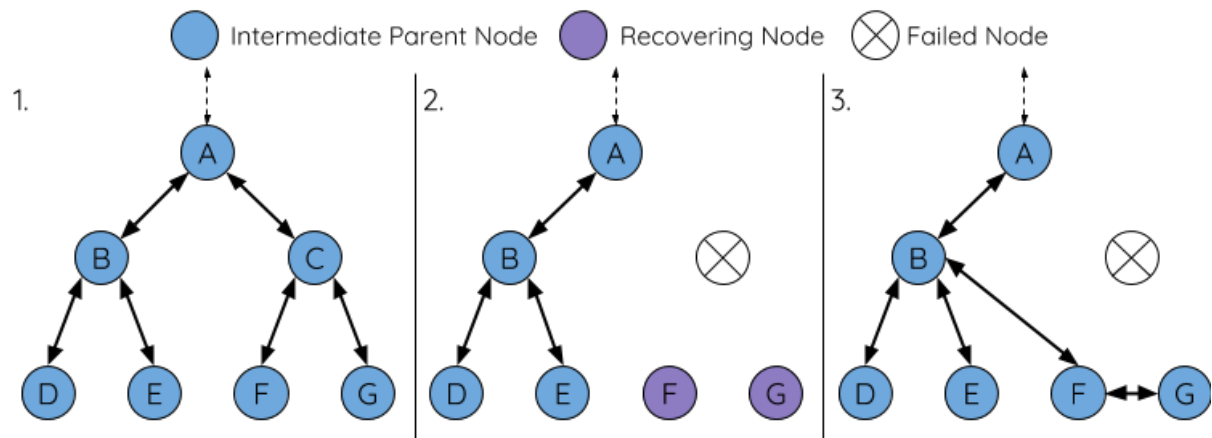 Intermediate Parent Node Recovering Node Failed Node
1. 2. 3.
A A A
B C B B
D E F G D E F G D E F G